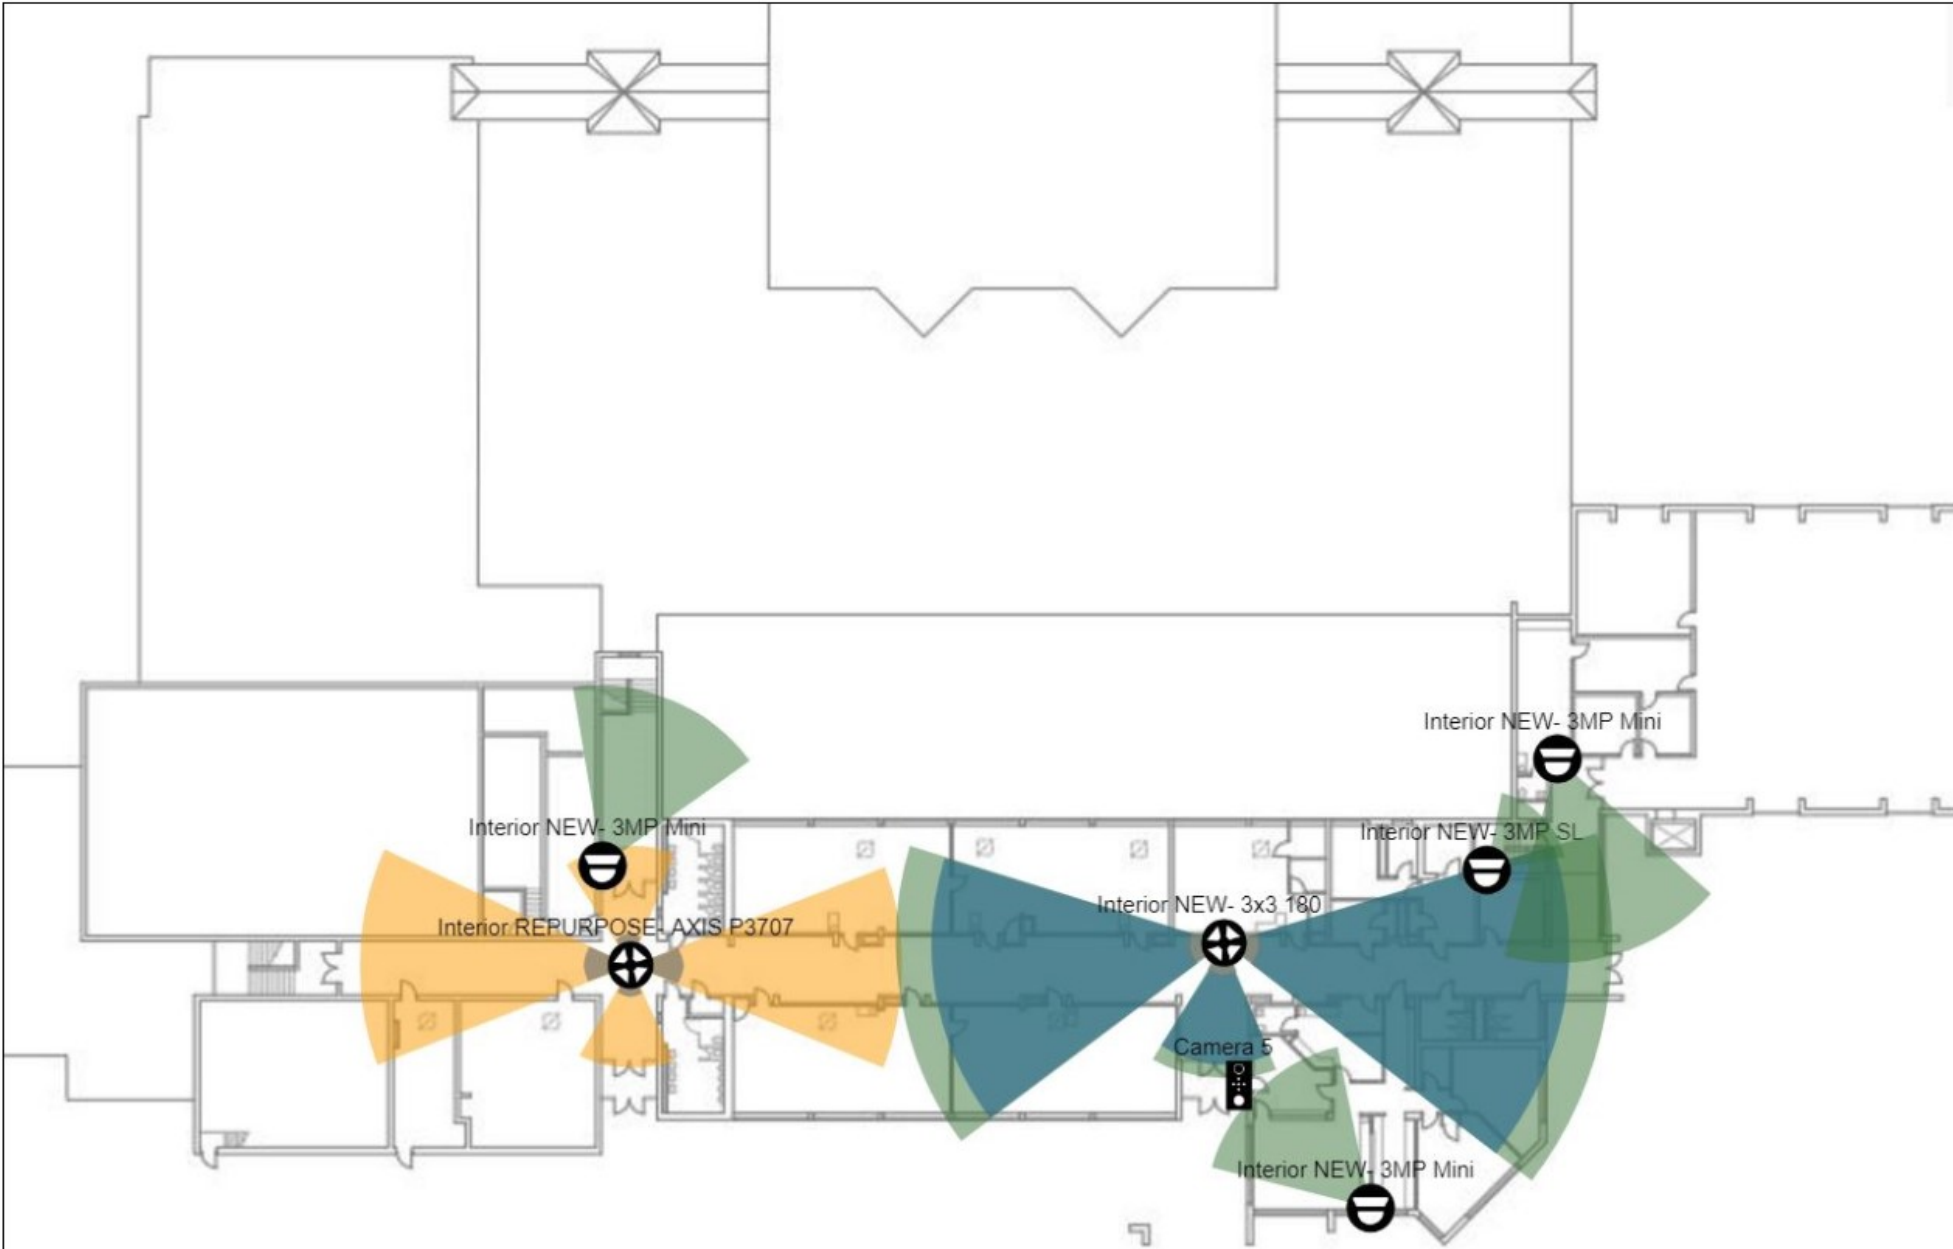 Interior NEW- 3MP Mini
Interior NEW- 3MP Mini
Interior NEW- 3MP SL
Interior NEW- 3x3 180
Interior REPURPOSE- AXIS P3707
Camera 5
Interior NEW- 3MP Mini